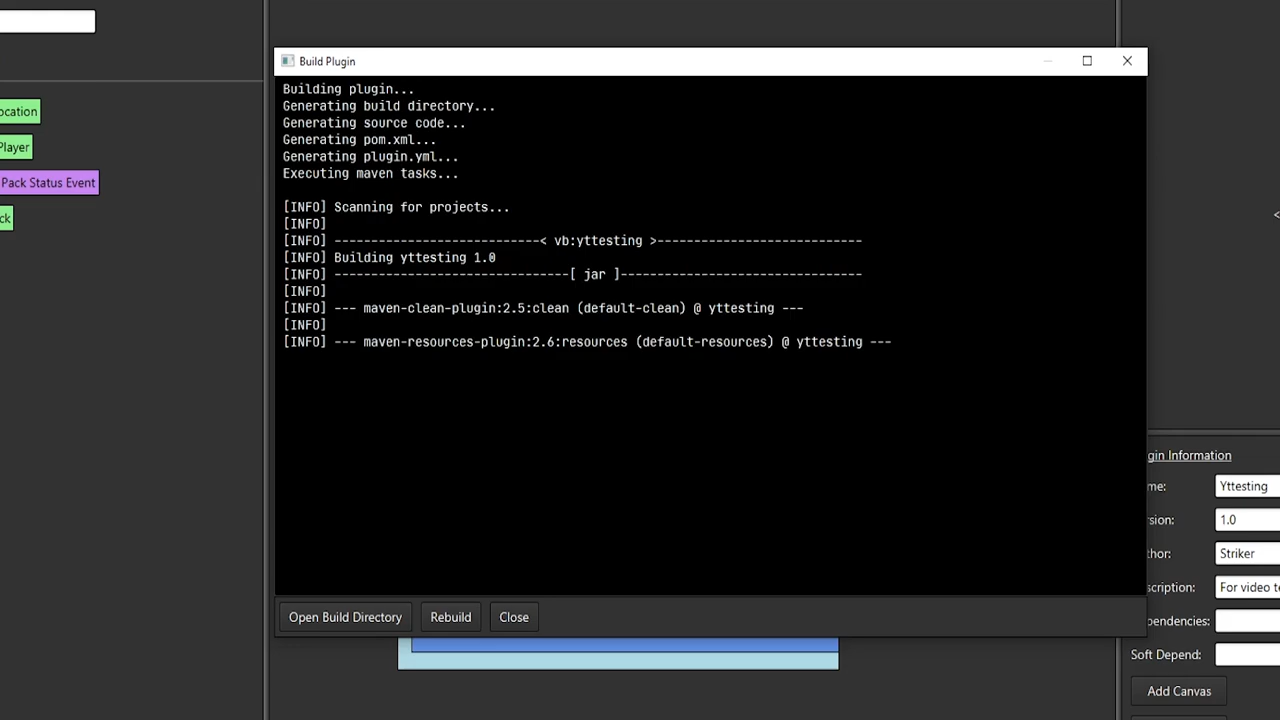 Build Plugin
Building plugin...
Generating build directory...
Generating source code...
Generating pom.xml...
Generating plugin.yml...
Executing maven tasks...
[INFO] Scanning for projects...
[INFO]
[INFO] ----------------------------< vb:yttesting >----------------------------
[INFO] Building yttesting 1.0
[INFO] --------------------------------[ jar ]---------------------------------
[INFO]
[INFO] --- maven-clean-plugin:2.5:clean (default-clean) @ yttesting ---
[INFO]
[INFO] --- maven-resources-plugin:2.6:resources (default-resources) @ yttesting ---
Open Build Directory Rebuild Close
ocation
Player
Pack Status Event
ck
gin Information
me: Yttesting
rsion: 1.0
thor: Striker
scription: For video te
pendencies:
Soft Depend:
Add Canvas